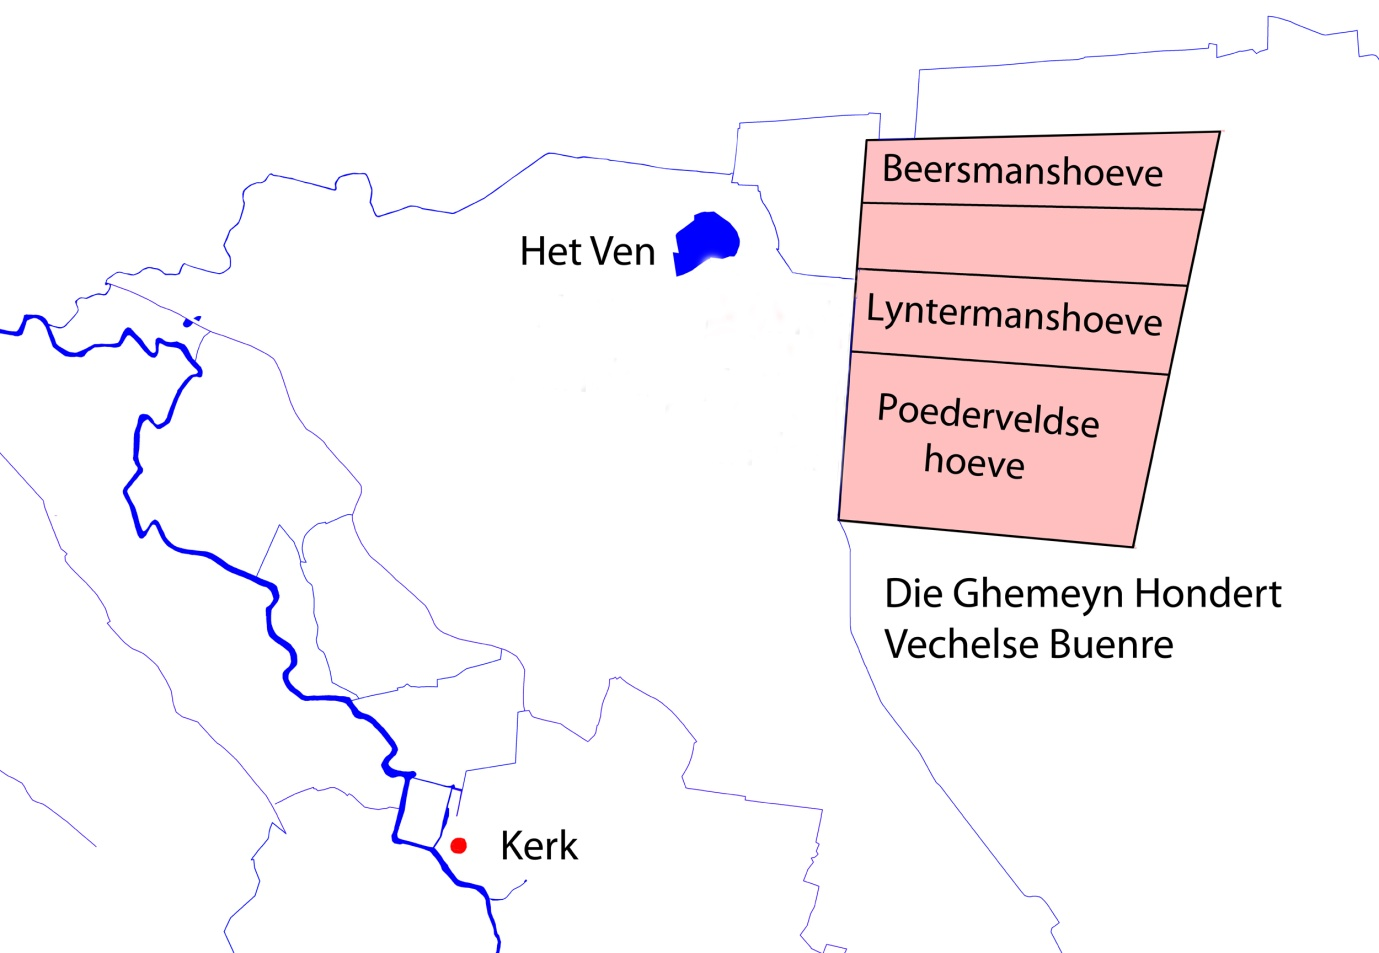 Beersmanshoeve
Het Ven
Lyntermanshoeve
Poederveldse
hoeve
Die Ghemeyn Hondert
Vechelse Buenre
Kerk